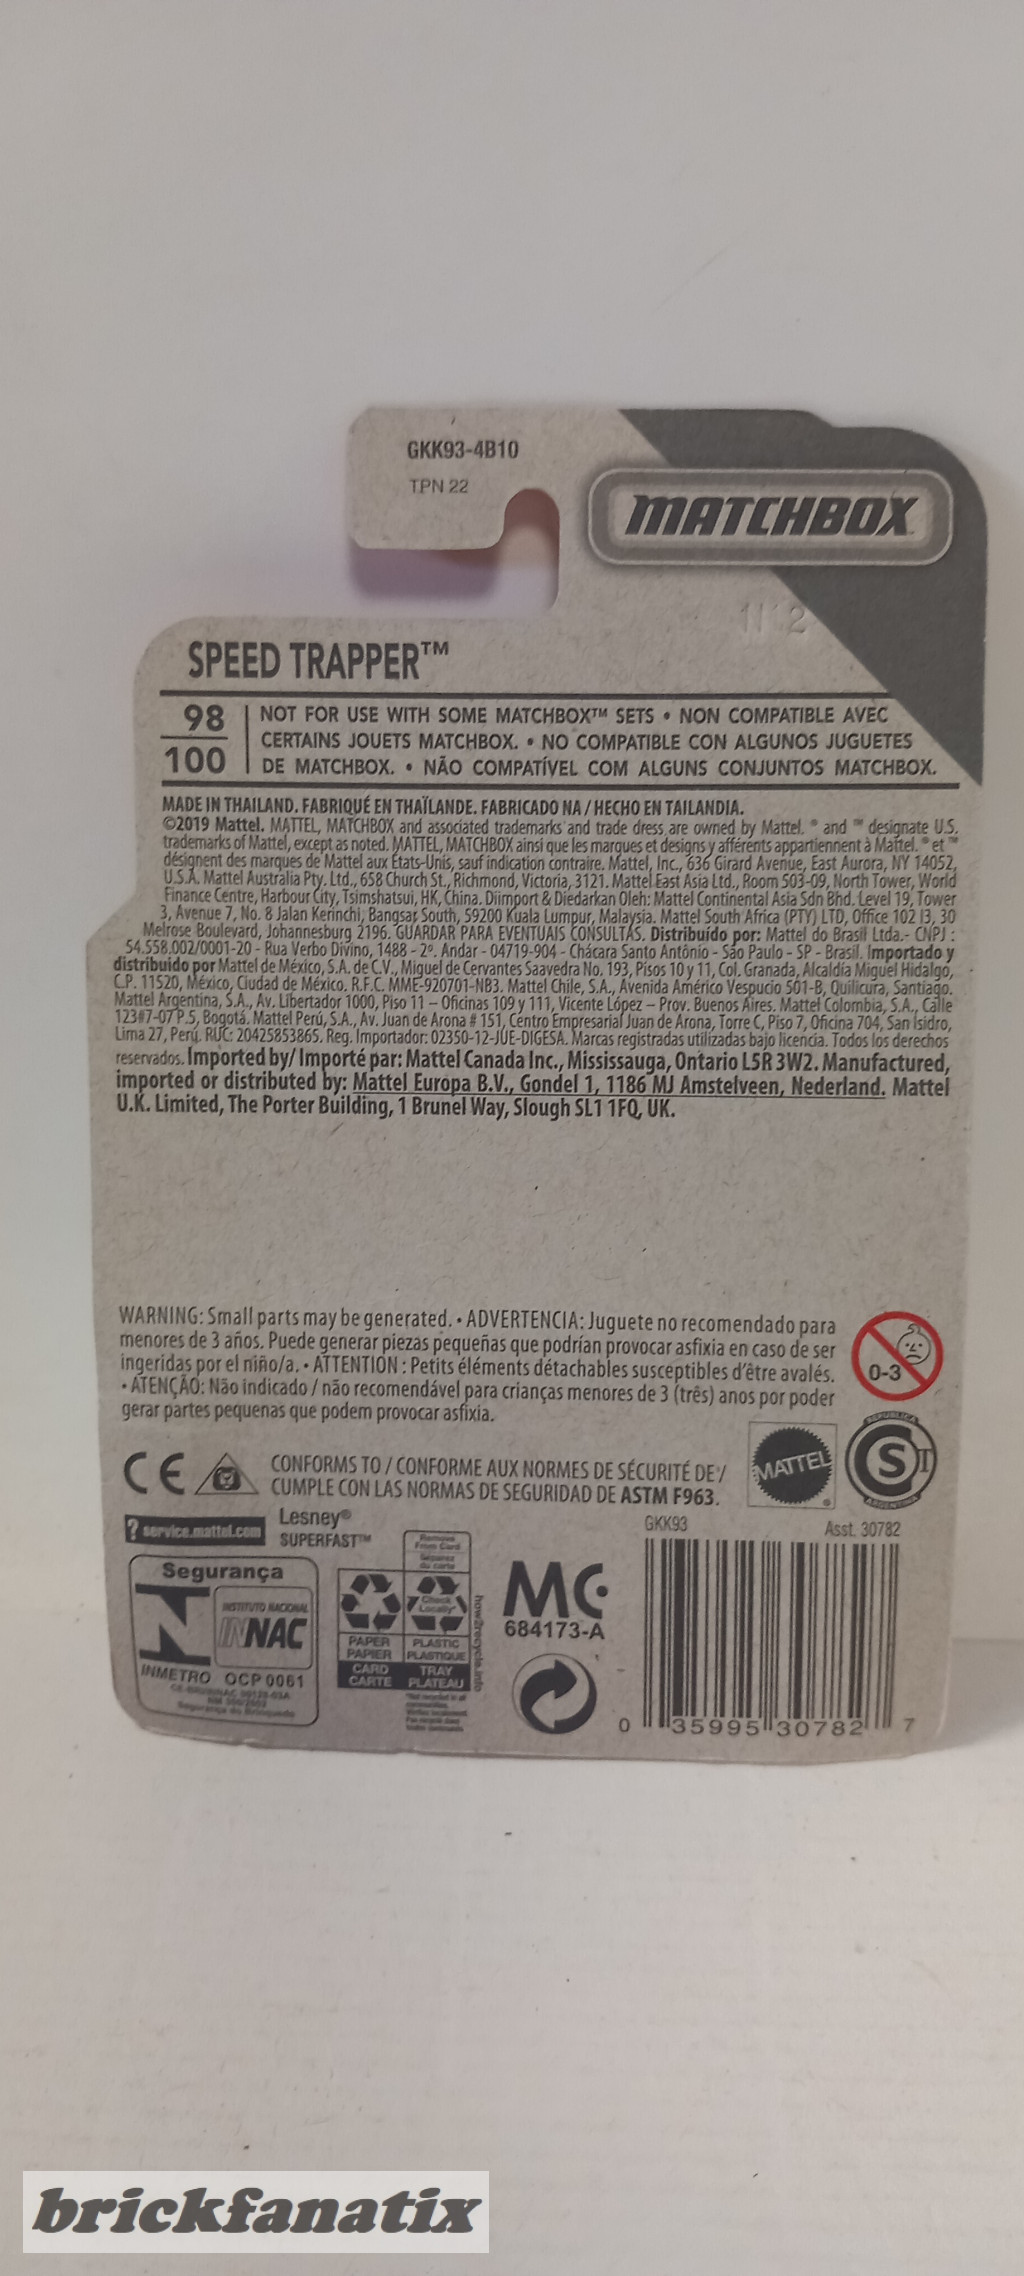 GKK93-4B10
TPN 22
MATCHBOX
SPEED TRAPPER™
98
100
NOT FOR USE WITH SOME MATCHBOX™ SETS • NON COMPATIBLE AVEC
CERTAINS JOUETS MATCHBOX. • NO COMPATIBLE CON ALGUNOS JUGUETES
DE MATCHBOX. • NÃO COMPATÍVEL COM ALGUNS CONJUNTOS MATCHBOX.
MADE IN THAILAND. FABRIQUÉ EN THAÏLANDE. FABRICADO NA / HECHO EN TAILANDIA.
©2019 Mattel. MATTEL, MATCHBOX and associated trademarks and trade dress are owned by Mattel. ® and ™ designate U.S.
trademarks of Mattel, except as noted. MATTEL, MATCHBOX ainsi que les marques et designs y afférents appartiennent à Mattel. ® et ™
désignent des marques de Mattel aux États-Unis, sauf indication contraire. Mattel, Inc., 636 Girard Avenue, East Aurora, NY 14052,
U.S.A. Mattel Australia Pty. Ltd., 658 Church St., Richmond, Victoria, 3121. Mattel East Asia Ltd., Room 503-09, North Tower, World
Finance Centre, Harbour City, Tsimshatsui, HK, China. Diimport & Diedarkan Oleh: Mattel Continental Asia Sdn Bhd. Level 19, Tower
3, Avenue 7, No. 8 Jalan Kerinchi, Bangsar South, 59200 Kuala Lumpur, Malaysia. Mattel South Africa (PTY) LTD, Office 102 I3, 30
Melrose Boulevard, Johannesburg 2196. GUARDAR PARA EVENTUAIS CONSULTAS. Distribuído por: Mattel do Brasil Ltda.- CNPJ :
54.558.002/0001-20 - Rua Verbo Divino, 1488 - 2º. Andar - 04719-904 - Chácara Santo Antônio - São Paulo - SP - Brasil. Importado y
distribuido por Mattel de México, S.A. de C.V., Miguel de Cervantes Saavedra No. 193, Pisos 10 y 11, Col. Granada, Alcaldía Miguel Hidalgo,
C.P. 11520, México, Ciudad de México. R.F.C. MME-920701-NB3. Mattel Chile, S.A., Avenida Américo Vespucio 501-B, Quilicura, Santiago.
Mattel Argentina, S.A., Av. Libertador 1000, Piso 11 – Oficinas 109 y 111, Vicente López – Prov. Buenos Aires. Mattel Colombia, S.A., Calle
123#7-07 P.5, Bogotá. Mattel Perú, S.A., Av. Juan de Arona # 151, Centro Empresarial Juan de Arona, Torre C, Piso 7, Oficina 704, San Isidro,
Lima 27, Perú. RUC: 20425853865. Reg. Importador: 02350-12-JUE-DIGESA. Marcas registradas utilizadas bajo licencia. Todos los derechos
reservados. Imported by/ Importé par: Mattel Canada Inc., Mississauga, Ontario L5R 3W2. Manufactured,
imported or distributed by: Mattel Europa B.V., Gondel 1, 1186 MJ Amstelveen, Nederland. Mattel
U.K. Limited, The Porter Building, 1 Brunel Way, Slough SL1 1FQ, UK.
WARNING: Small parts may be generated. • ADVERTENCIA: Juguete no recomendado para
menores de 3 años. Puede generar piezas pequeñas que podrían provocar asfixia en caso de ser
ingeridas por el niño/a. • ATTENTION : Petits éléments détachables susceptibles d'être avalés.
• ATENÇÃO: Não indicado / não recomendável para crianças menores de 3 (três) anos por poder
gerar partes pequenas que podem provocar asfixia.
0-3
CE
CONFORMS TO / CONFORME AUX NORMES DE SÉCURITÉ DE /
CUMPLE CON LAS NORMAS DE SEGURIDAD DE ASTM F963.
MATTEL
REPUBLICA
S T
ARGENTINA
? service.mattel.com
Lesney®
SUPERFAST™
GKK93
Asst. 30782
Segurança
INSTITUTO NACIONAL
INNAC
INMETRO OCP 0061
Segurança do Brinquedo
Remove
From Card
Séparez
de carte
Check
Locally*
PAPER
PAPIER
PLASTIC
PLASTIQUE
CARD
CARTE
TRAY
PLATEAU
how2recycle.info
MC
684173-A
0 35995 30782 7
brickfanatix